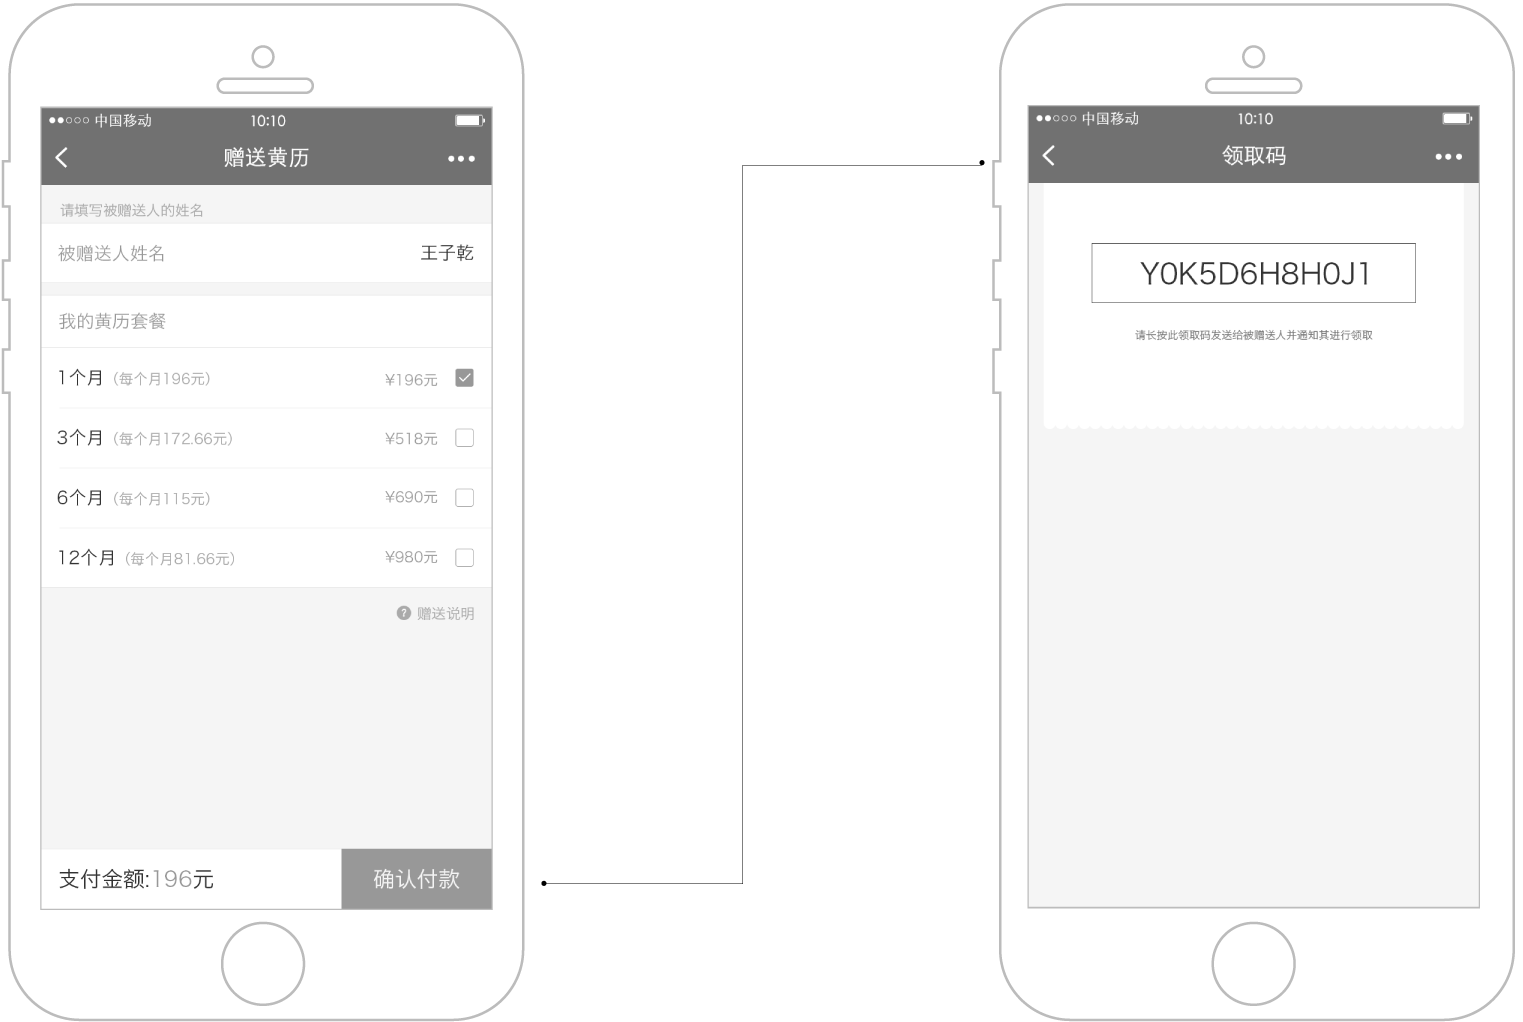 中国移动 10:10
赠送黄历
请填写被赠送人的姓名
被赠送人姓名 王子乾
我的黄历套餐
1个月（每个月196元） ¥196元
3个月（每个月172.66元） ¥518元
6个月（每个月115元） ¥690元
12个月（每个月81.66元） ¥980元
? 赠送说明
支付金额:196元 确认付款
中国移动 10:10
领取码
Y0K5D6H8H0J1
请长按此领取码发送给被赠送人并通知其进行领取